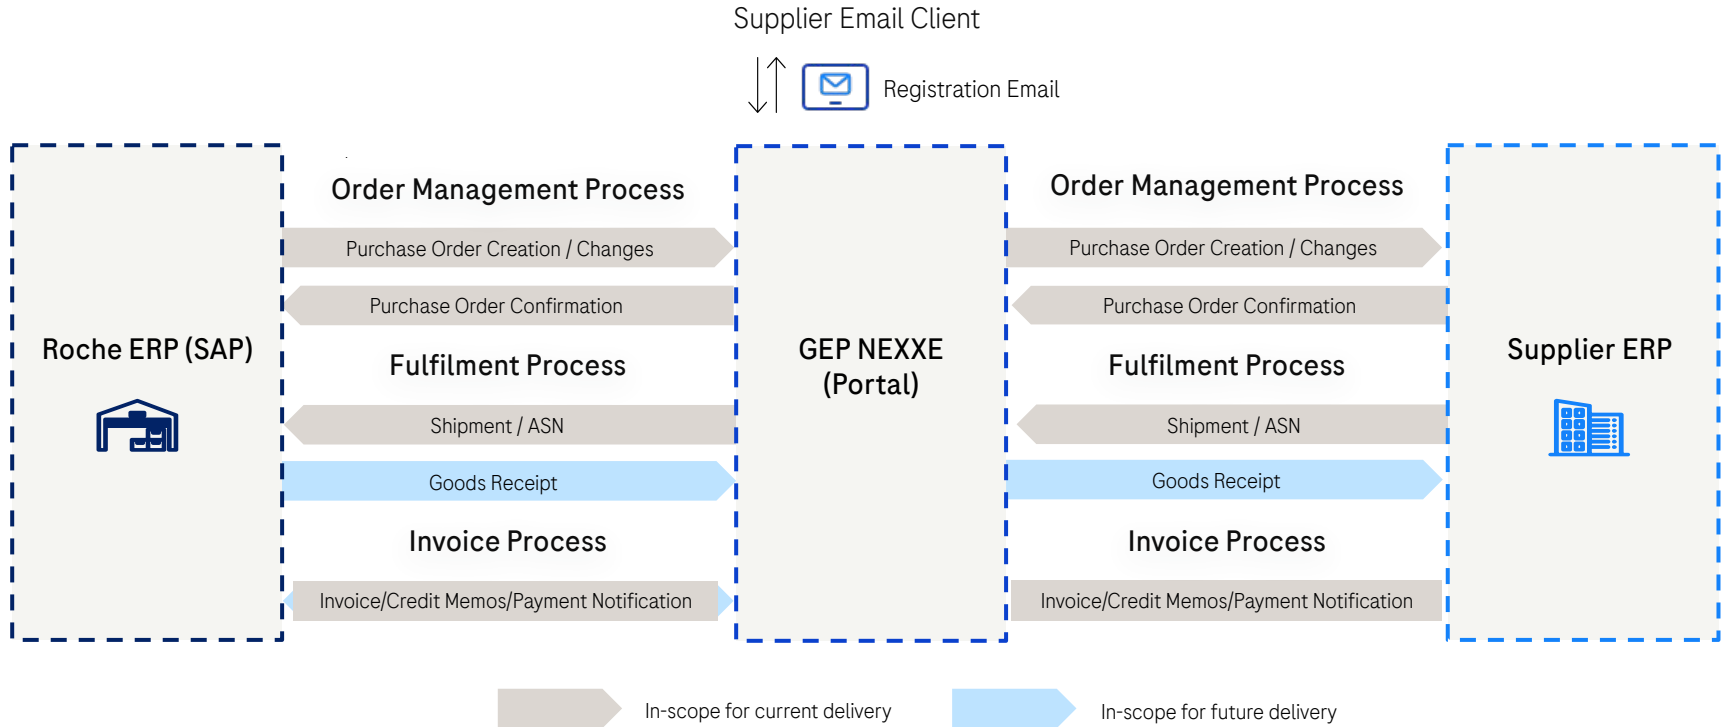 Supplier Email Client
Registration Email
Order Management Process
Purchase Order Creation / Changes
Purchase Order Confirmation
Fulfilment Process
Shipment / ASN
Goods Receipt
Invoice Process
Invoice/Credit Memos/Payment Notification
Roche ERP (SAP)
GEP NEXXE
(Portal)
Order Management Process
Purchase Order Creation / Changes
Purchase Order Confirmation
Fulfilment Process
Shipment / ASN
Goods Receipt
Invoice Process
Invoice/Credit Memos/Payment Notification
Supplier ERP
In-scope for current delivery
In-scope for future delivery